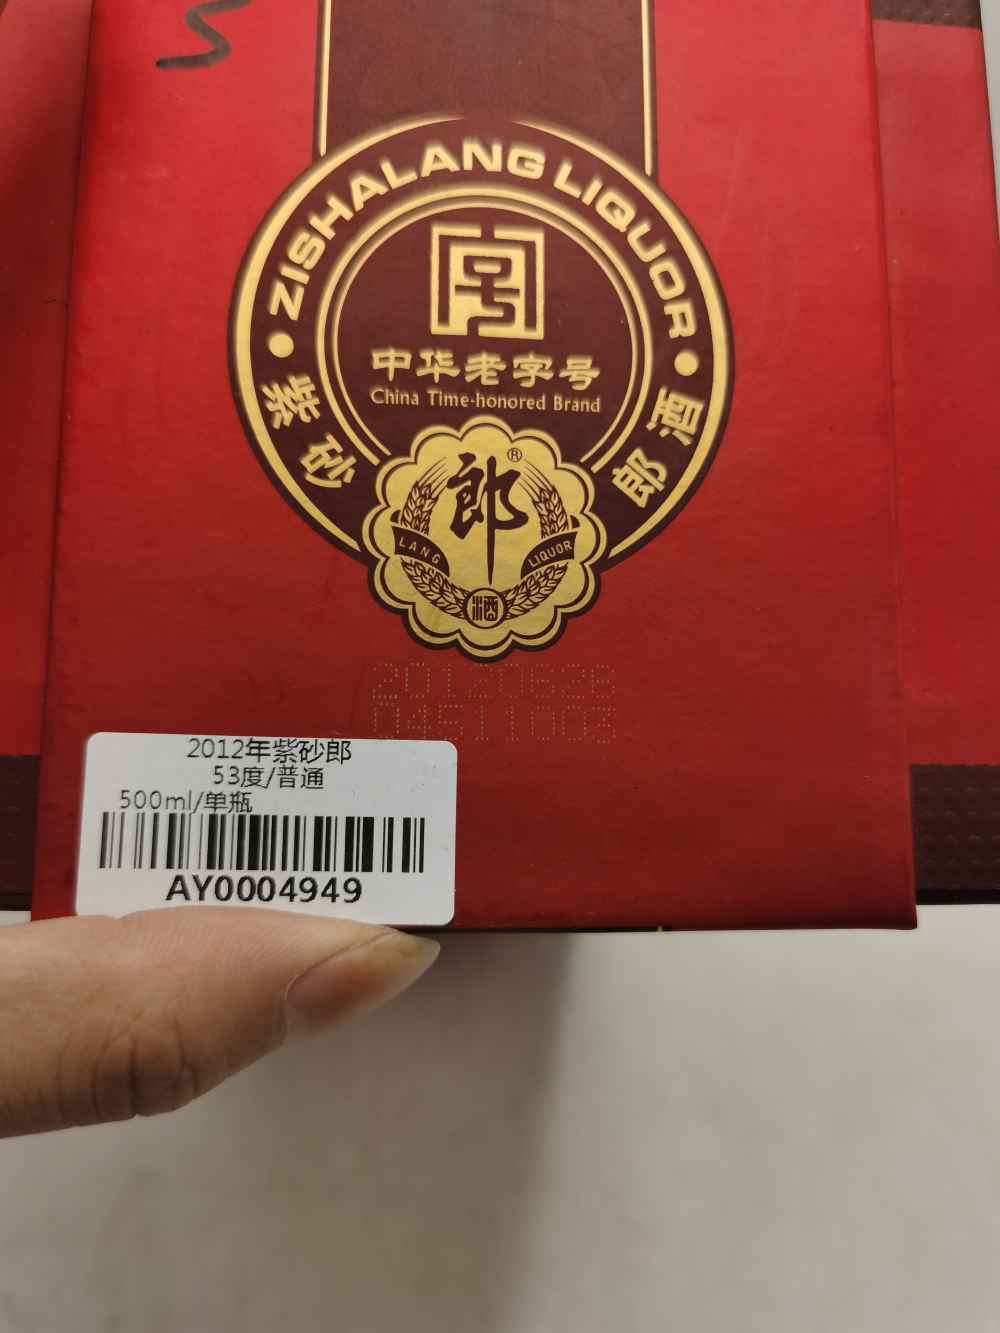 ZISHALANG LIQUOR
中华老字号
China Time-honored Brand
紫砂郎酒
郎®
LANG LIQUOR
酒
20120628
04511003
2012年紫砂郎
53度/普通
500ml/单瓶
AY0004949